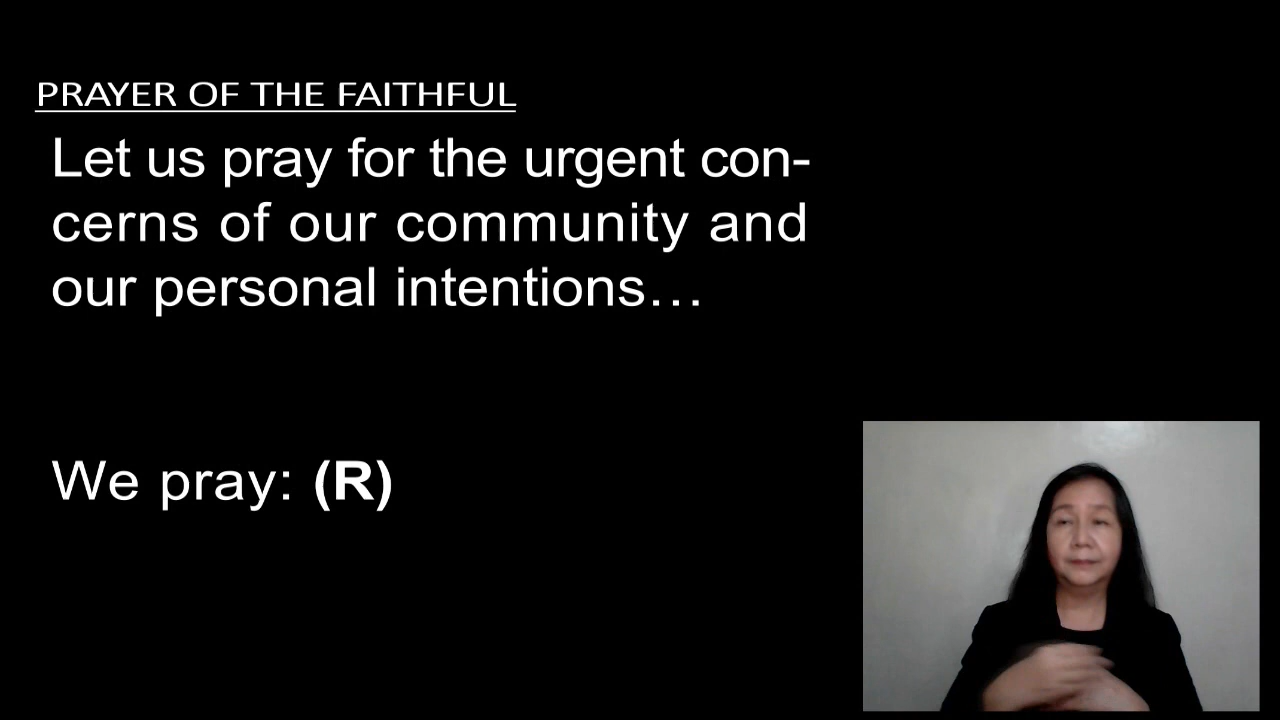 PRAYER OF THE FAITHFUL
Let us pray for the urgent con-
cerns of our community and
our personal intentions…
We pray: (R)